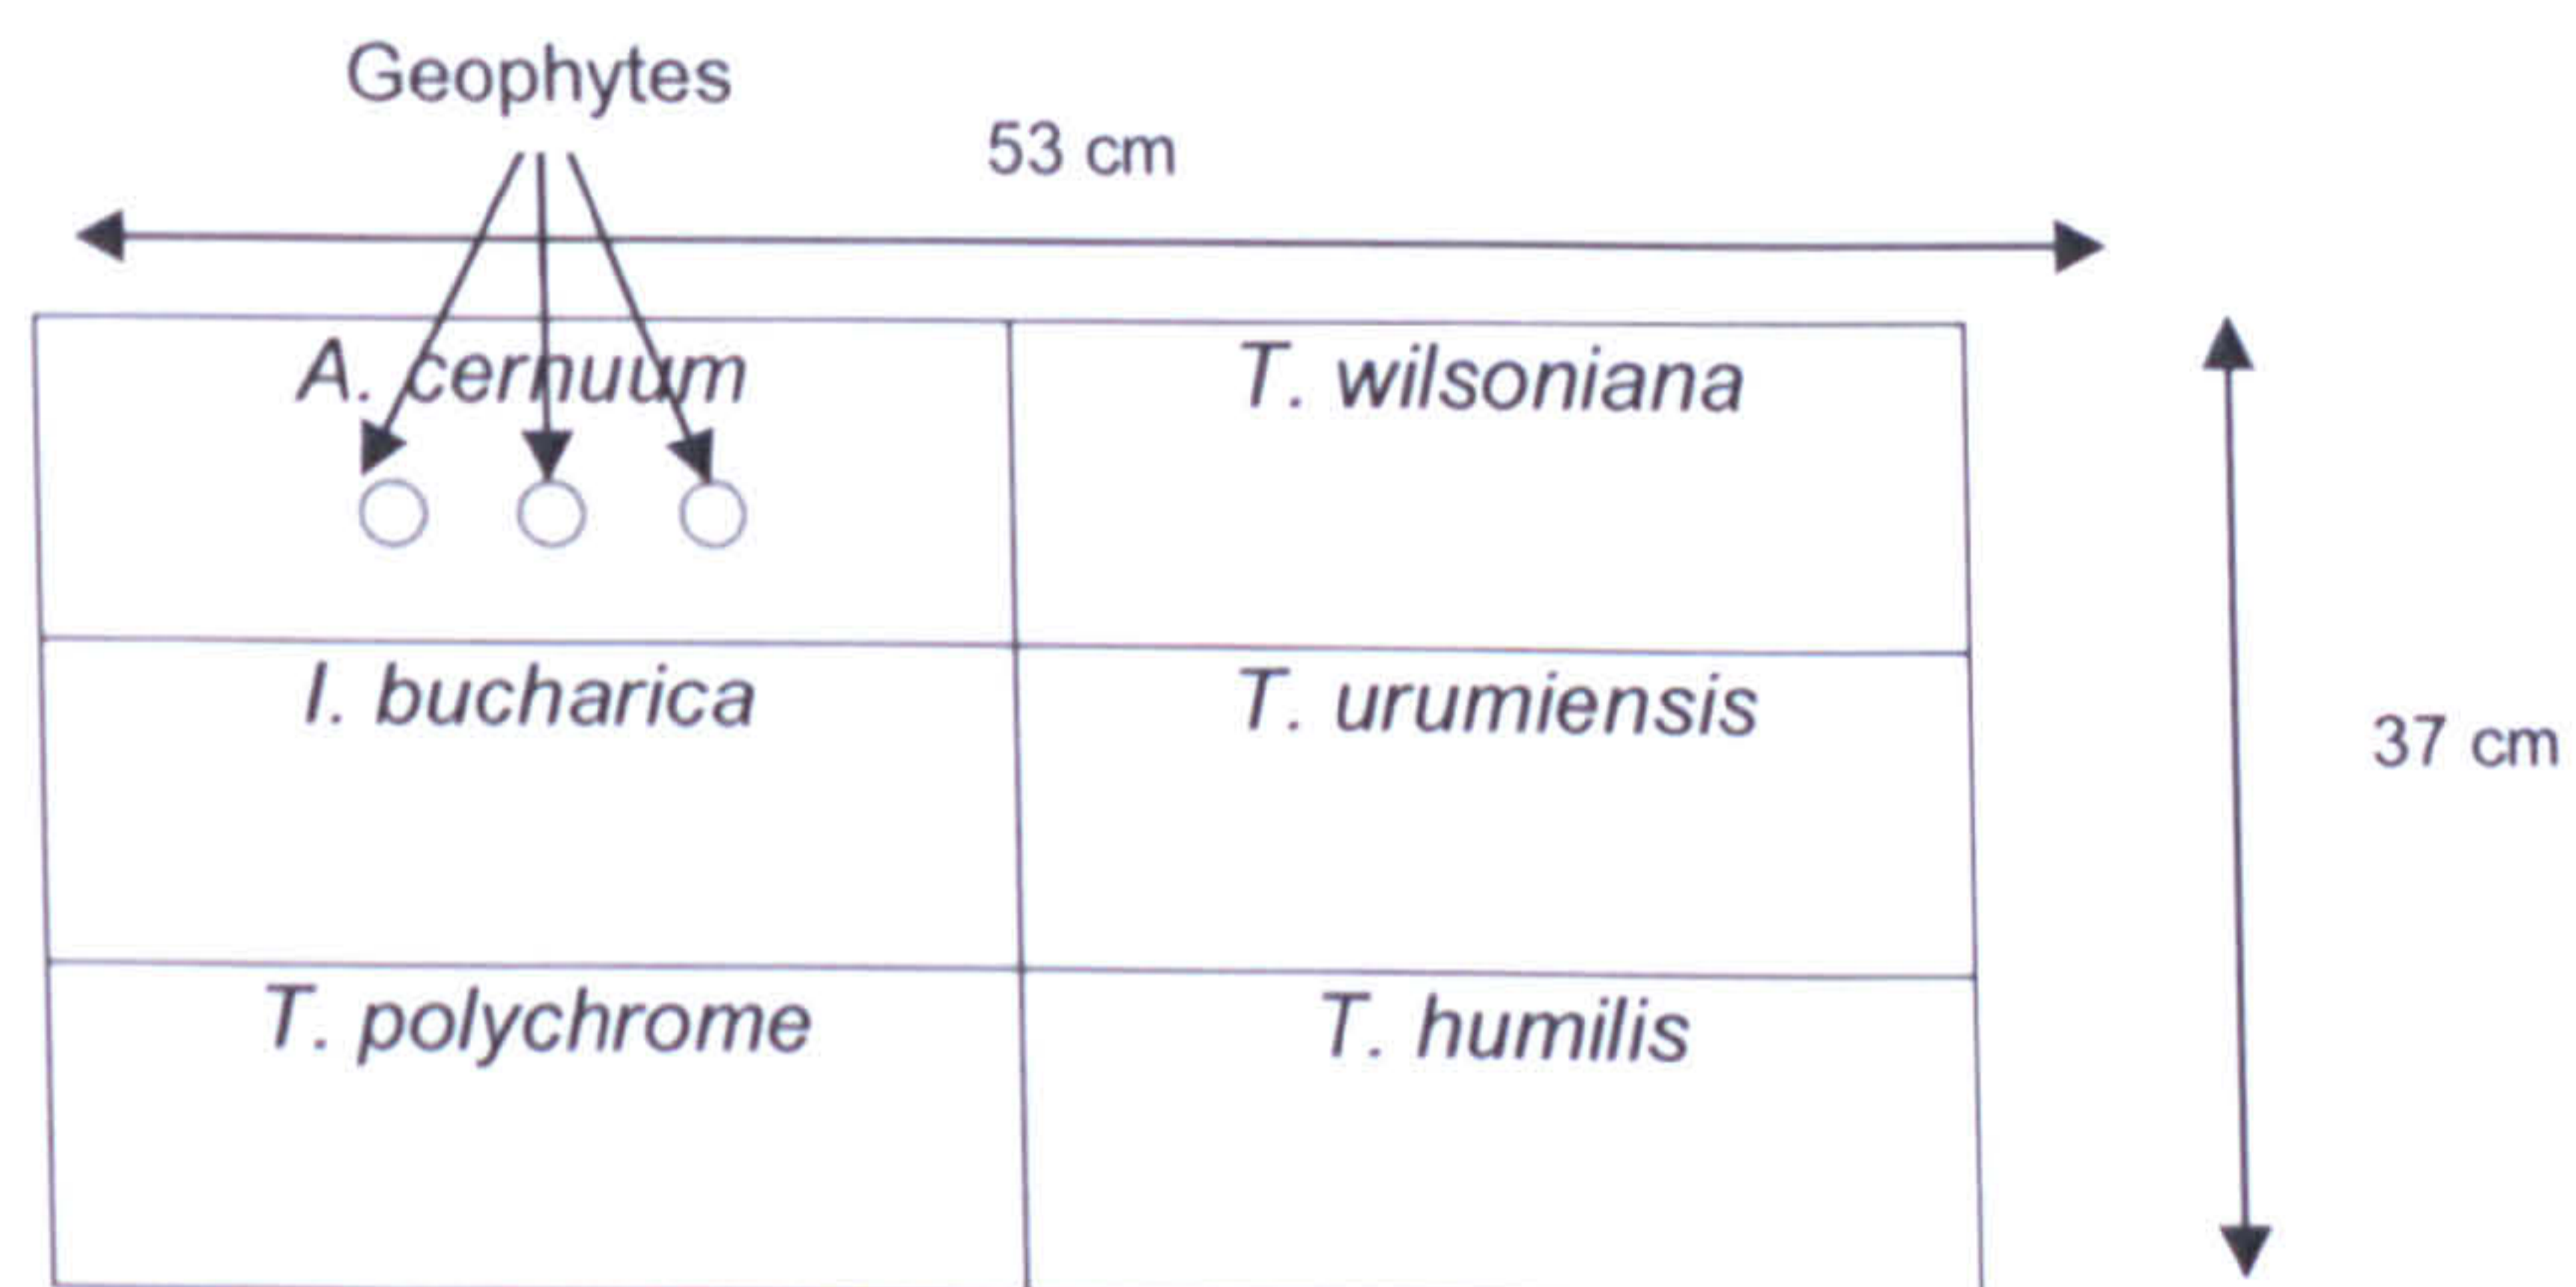 Geophytes
53 cm
A. cernuum
T. wilsoniana
I. bucharica
T. urumiensis
37 cm
T. polychrome
T. humilis